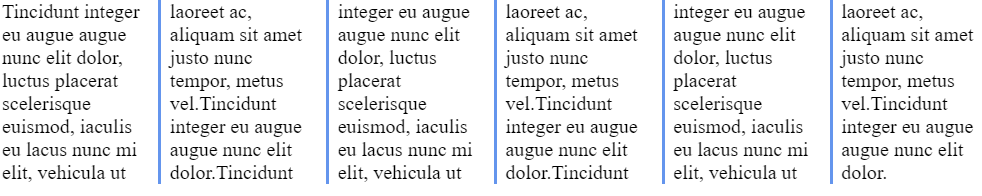 Tincidunt integer
eu augue augue
nunc elit dolor,
luctus placerat
scelerisque
euismod, iaculis
eu lacus nunc mi
elit, vehicula ut
laoreet ac,
aliquam sit amet
justo nunc
tempor, metus
vel.Tincidunt
integer eu augue
augue nunc elit
dolor.Tincidunt
integer eu augue
augue nunc elit
dolor, luctus
placerat
scelerisque
euismod, iaculis
eu lacus nunc mi
elit, vehicula ut
laoreet ac,
aliquam sit amet
justo nunc
tempor, metus
vel.Tincidunt
integer eu augue
augue nunc elit
dolor.Tincidunt
integer eu augue
augue nunc elit
dolor, luctus
placerat
scelerisque
euismod, iaculis
eu lacus nunc mi
elit, vehicula ut
laoreet ac,
aliquam sit amet
justo nunc
tempor, metus
vel.Tincidunt
integer eu augue
augue nunc elit
dolor.